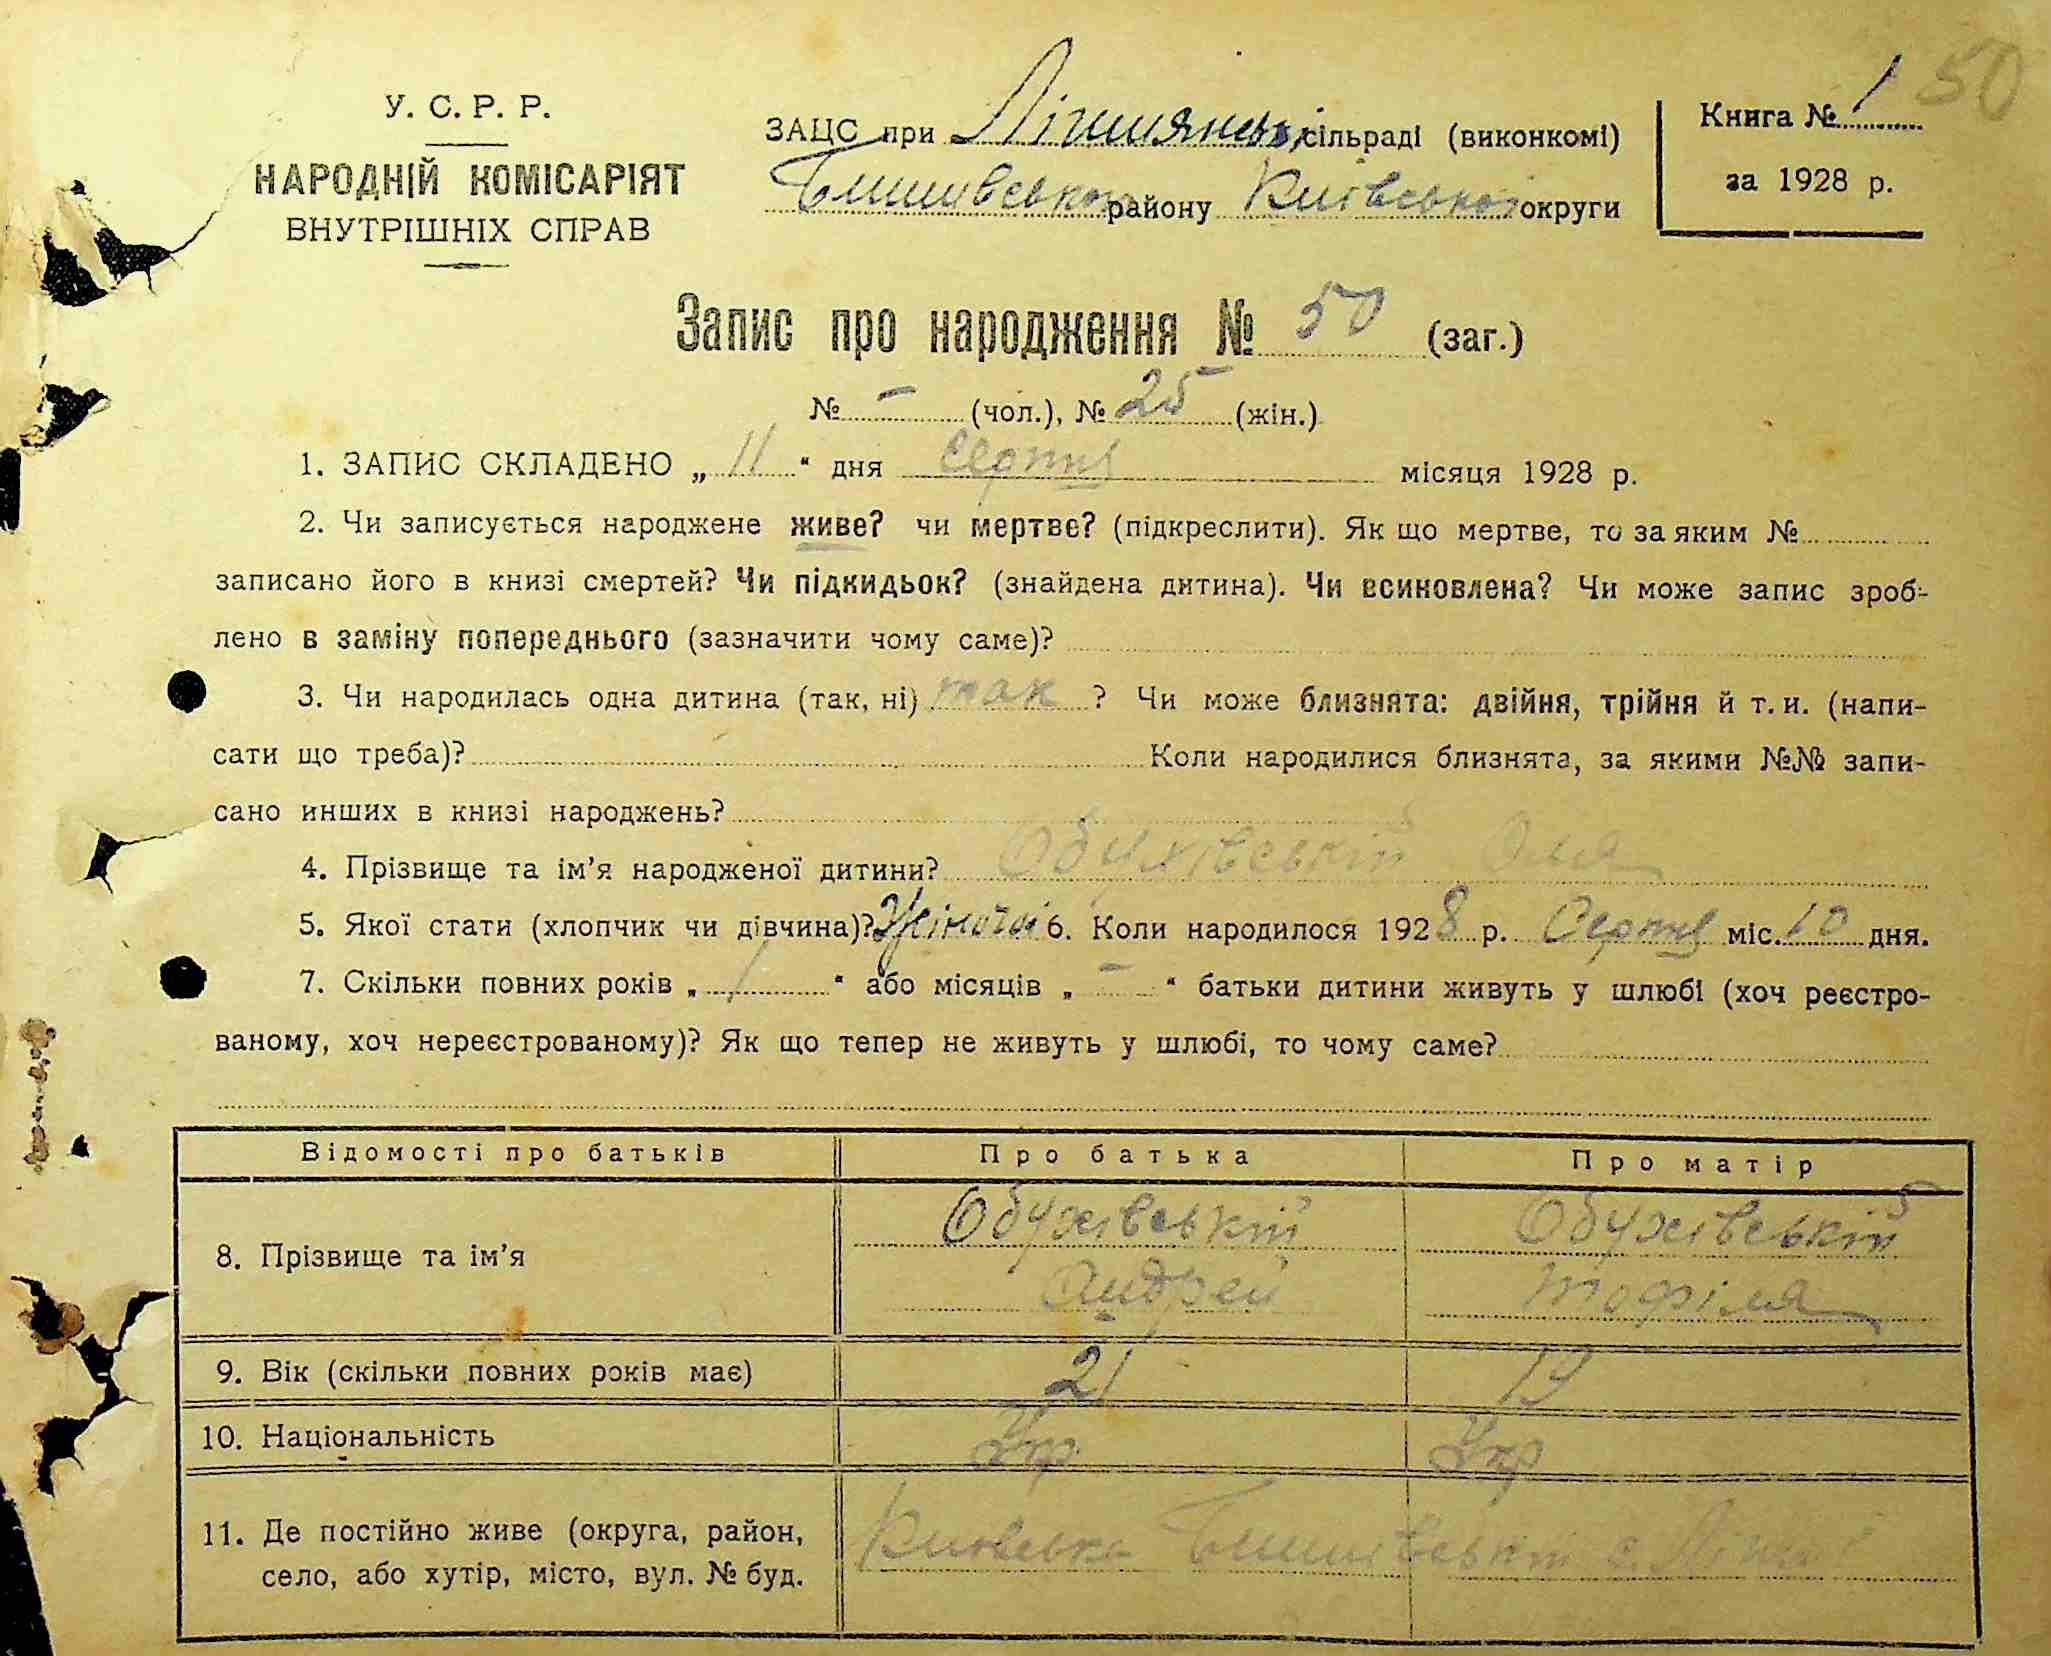 У. С. Р. Р.
НАРОДНІЙ КОМІСАРІЯТ
ВНУТРІШНІХ СПРАВ
ЗАЦС при сільраді (виконкомі)
району Київської округи
Книга № 1 50
за 1928 р.
Запис про народження № 50 (заг.)
№ - (чол.), № 25 (жін.)
1. ЗАПИС СКЛАДЕНО „ 11 “ дня Серпня місяця 1928 р.
2. Чи записується народжене живе? чи мертве? (підкреслити). Як що мертве, то за яким №
записано його в книзі смертей? Чи підкидьок? (знайдена дитина). Чи всиновлена? Чи може запис зроб-
лено в заміну попереднього (зазначити чому саме)?
3. Чи народилась одна дитина (так, ні) так ? Чи може близнята: двійня, трійня й т. и. (напи-
сати що треба)? Коли народилися близнята, за якими №№ запи-
сано инших в книзі народжень?
4. Прізвище та ім’я народженої дитини? Обухівській Оля
5. Якої стати (хлопчик чи дівчина)? Жіночої 6. Коли народилося 1928 р. Серпня міс. 10 дня.
7. Скільки повних років „ 1 “ або місяців „ - “ батьки дитини живуть у шлюбі (хоч реєстро-
ваному, хоч нереєстрованому)? Як що тепер не живуть у шлюбі, то чому саме?
Відомості про батьків Про батька Про матір
8. Прізвище та ім’я Обухівській Обухівській
Андрей Тофіля
9. Вік (скільки повних років має) 21 19
10. Національність Укр Укр
11. Де постійно живе (округа, район,
село, або хутір, місто, вул. № буд.